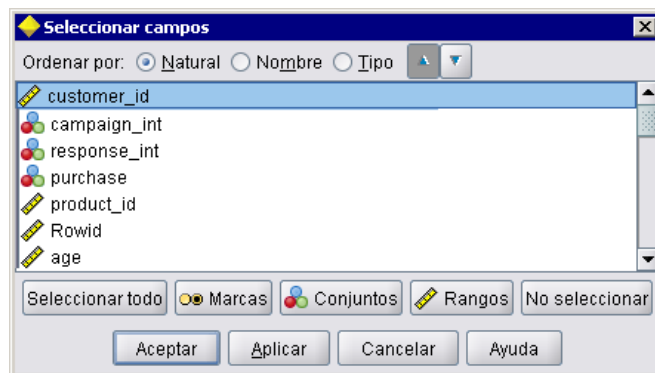 Seleccionar campos
Ordenar por: Natural Nombre Tipo
customer_id
campaign_int
response_int
purchase
product_id
Rowid
age
Seleccionar todo Marcas Conjuntos Rangos No seleccionar
Aceptar Aplicar Cancelar Ayuda